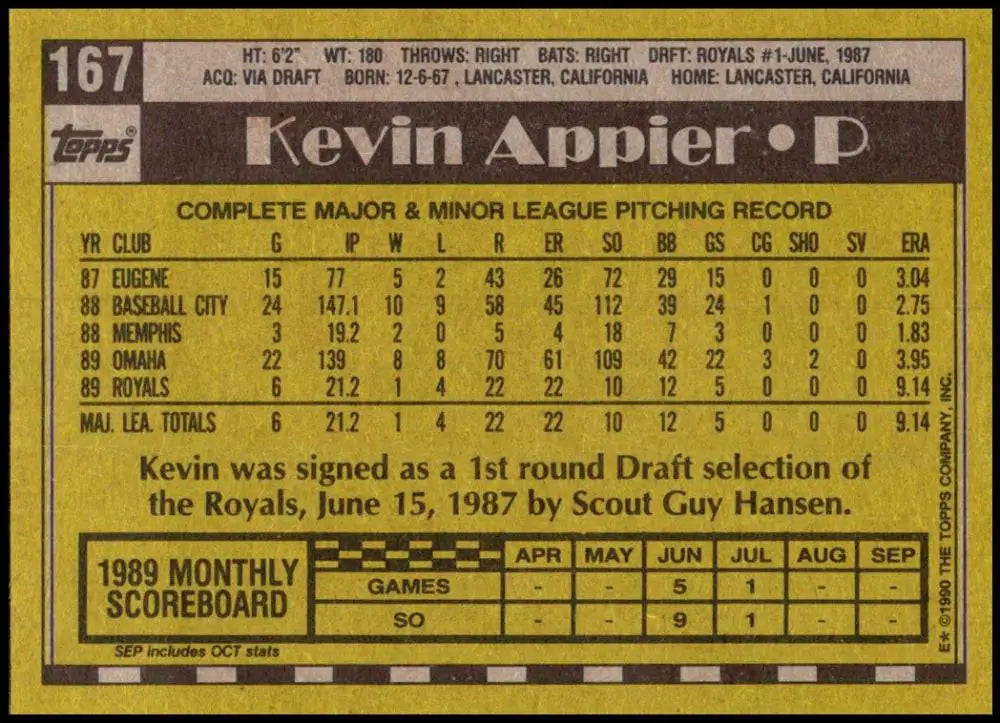 167
HT: 6'2" WT: 180 THROWS: RIGHT BATS: RIGHT DRFT: ROYALS #1-JUNE, 1987
ACQ: VIA DRAFT BORN: 12-6-67 , LANCASTER, CALIFORNIA HOME: LANCASTER, CALIFORNIA
Topps®
Kevin Appier • P
COMPLETE MAJOR & MINOR LEAGUE PITCHING RECORD
YR CLUB G IP W L R ER SO BB GS CG SHO SV ERA
87 EUGENE 15 77 5 2 43 26 72 29 15 0 0 0 3.04
88 BASEBALL CITY 24 147.1 10 9 58 45 112 39 24 1 0 0 2.75
88 MEMPHIS 3 19.2 2 0 5 4 18 7 3 0 0 0 1.83
89 OMAHA 22 139 8 8 70 61 109 42 22 3 2 0 3.95
89 ROYALS 6 21.2 1 4 22 22 10 12 5 0 0 0 9.14
MAJ. LEA. TOTALS 6 21.2 1 4 22 22 10 12 5 0 0 0 9.14
Kevin was signed as a 1st round Draft selection of
the Royals, June 15, 1987 by Scout Guy Hansen.
1989 MONTHLY
SCOREBOARD
APR MAY JUN JUL AUG SEP
GAMES - - 5 1 - -
SO - - 9 1 - -
SEP includes OCT stats
E* ©1990 THE TOPPS COMPANY, INC.